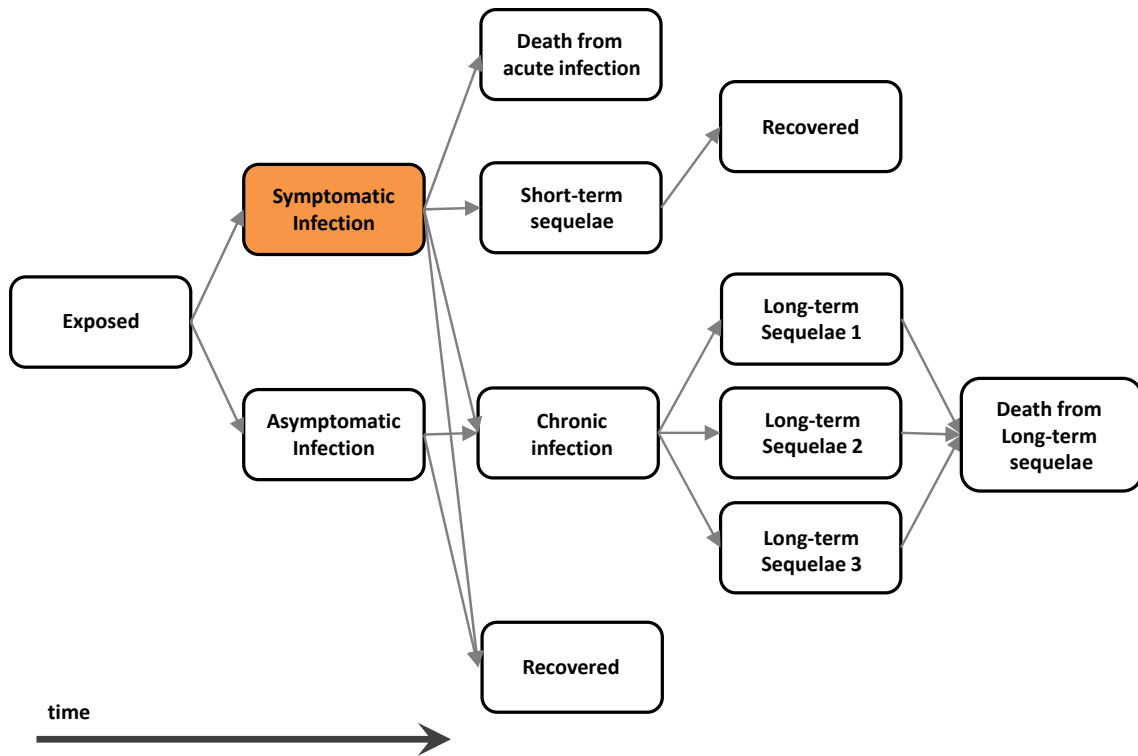 Death from
acute infection
Recovered
Symptomatic
Infection
Short-term
sequelae
Exposed
Long-term
Sequelae 1
Asymptomatic
Infection
Chronic
infection
Long-term
Sequelae 2
Death from
Long-term
sequelae
Long-term
Sequelae 3
Recovered
time